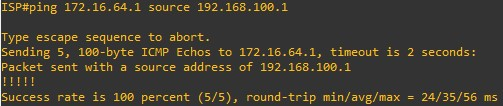 ISP#ping 172.16.64.1 source 192.168.100.1
Type escape sequence to abort.
Sending 5, 100-byte ICMP Echos to 172.16.64.1, timeout is 2 seconds:
Packet sent with a source address of 192.168.100.1
!!!!!
Success rate is 100 percent (5/5), round-trip min/avg/max = 24/35/56 ms